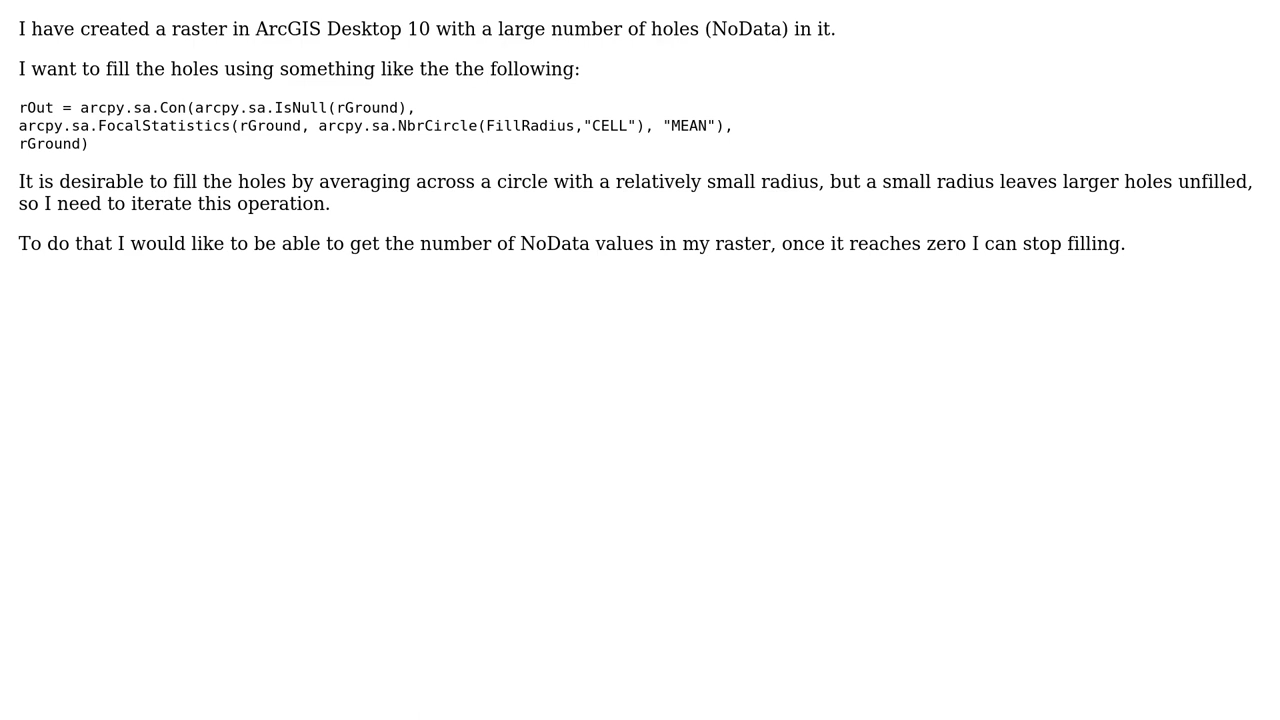 I have created a raster in ArcGIS Desktop 10 with a large number of holes (NoData) in it.
I want to fill the holes using something like the the following:
rOut = arcpy.sa.Con(arcpy.sa.IsNull(rGround),
arcpy.sa.FocalStatistics(rGround, arcpy.sa.NbrCircle(FillRadius,"CELL"), "MEAN"),
rGround)
It is desirable to fill the holes by averaging across a circle with a relatively small radius, but a small radius leaves larger holes unfilled,
so I need to iterate this operation.
To do that I would like to be able to get the number of NoData values in my raster, once it reaches zero I can stop filling.